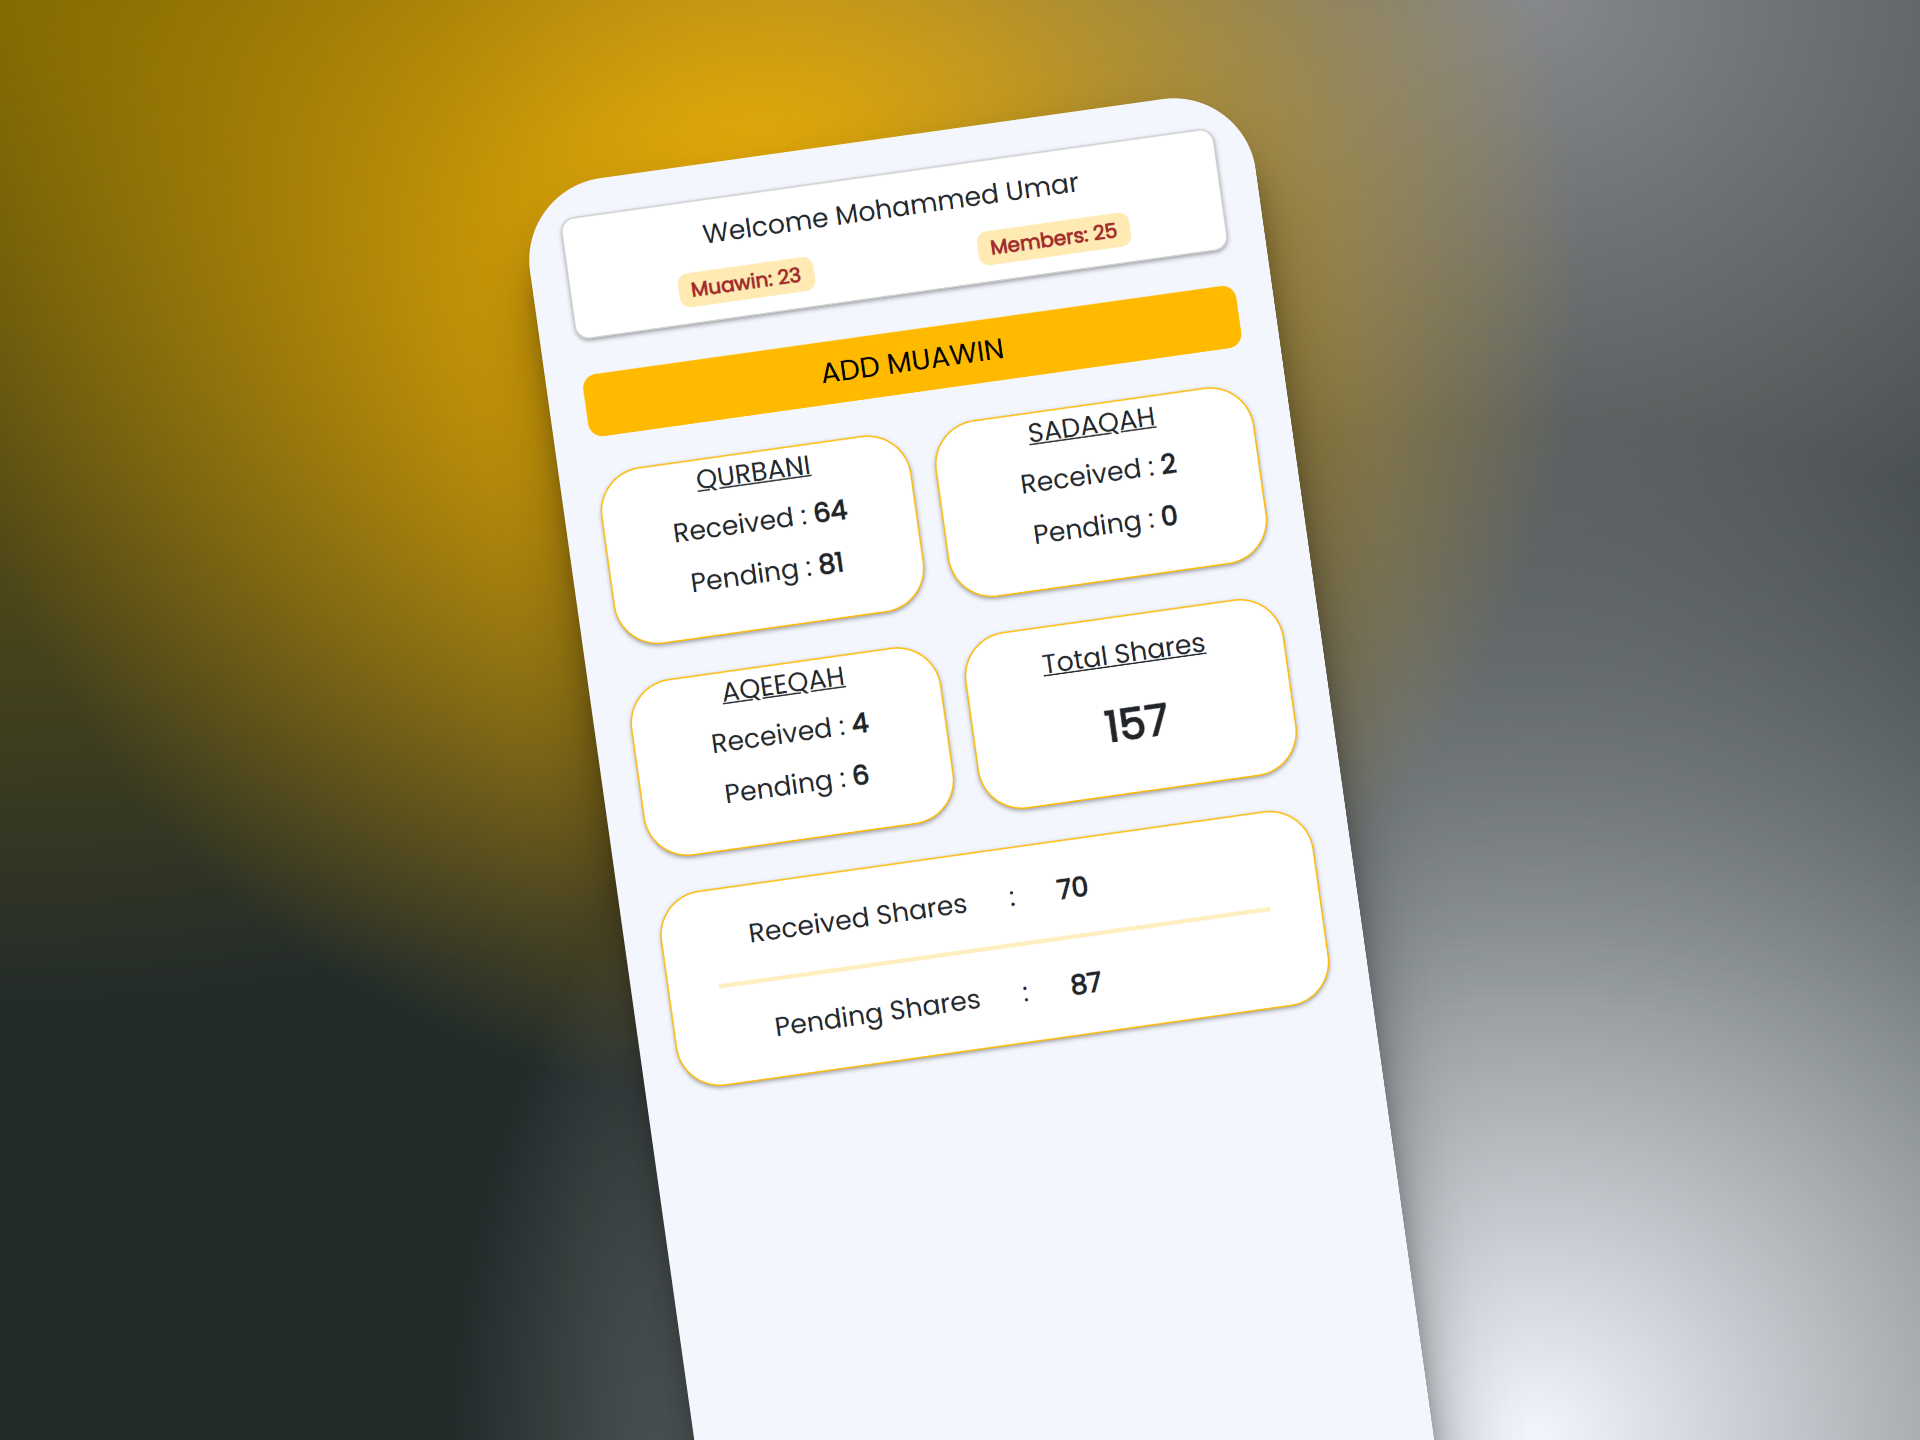 Welcome Mohammed Umar
Muawin: 23
Members: 25
ADD MUAWIN
QURBANI
Received : 64
Pending : 81
SADAQAH
Received : 2
Pending : 0
AQEEQAH
Received : 4
Pending : 6
Total Shares
157
Received Shares : 70
Pending Shares : 87